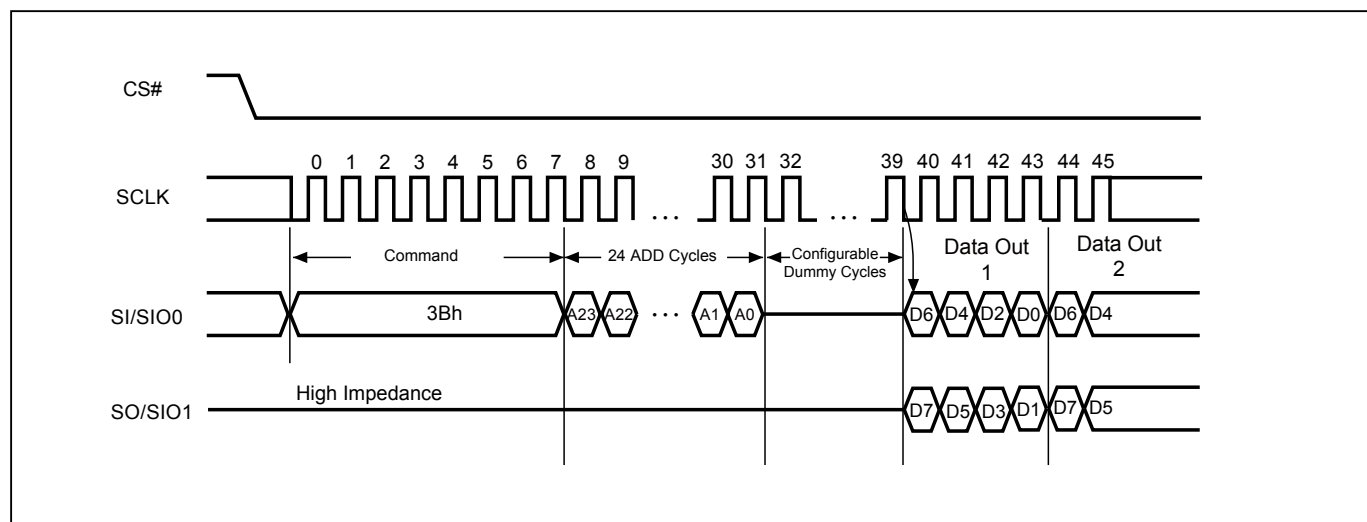 CS#
0 1 2 3 4 5 6 7 8 9 30 31 32 39 40 41 42 43 44 45
SCLK
... ...
Command 24 ADD Cycles Configurable Dummy Cycles Data Out 1 Data Out 2
SI/SIO0 3Bh A23 A22 ... A1 A0 D6 D4 D2 D0 D6 D4
High Impedance
SO/SIO1 D7 D5 D3 D1 D7 D5